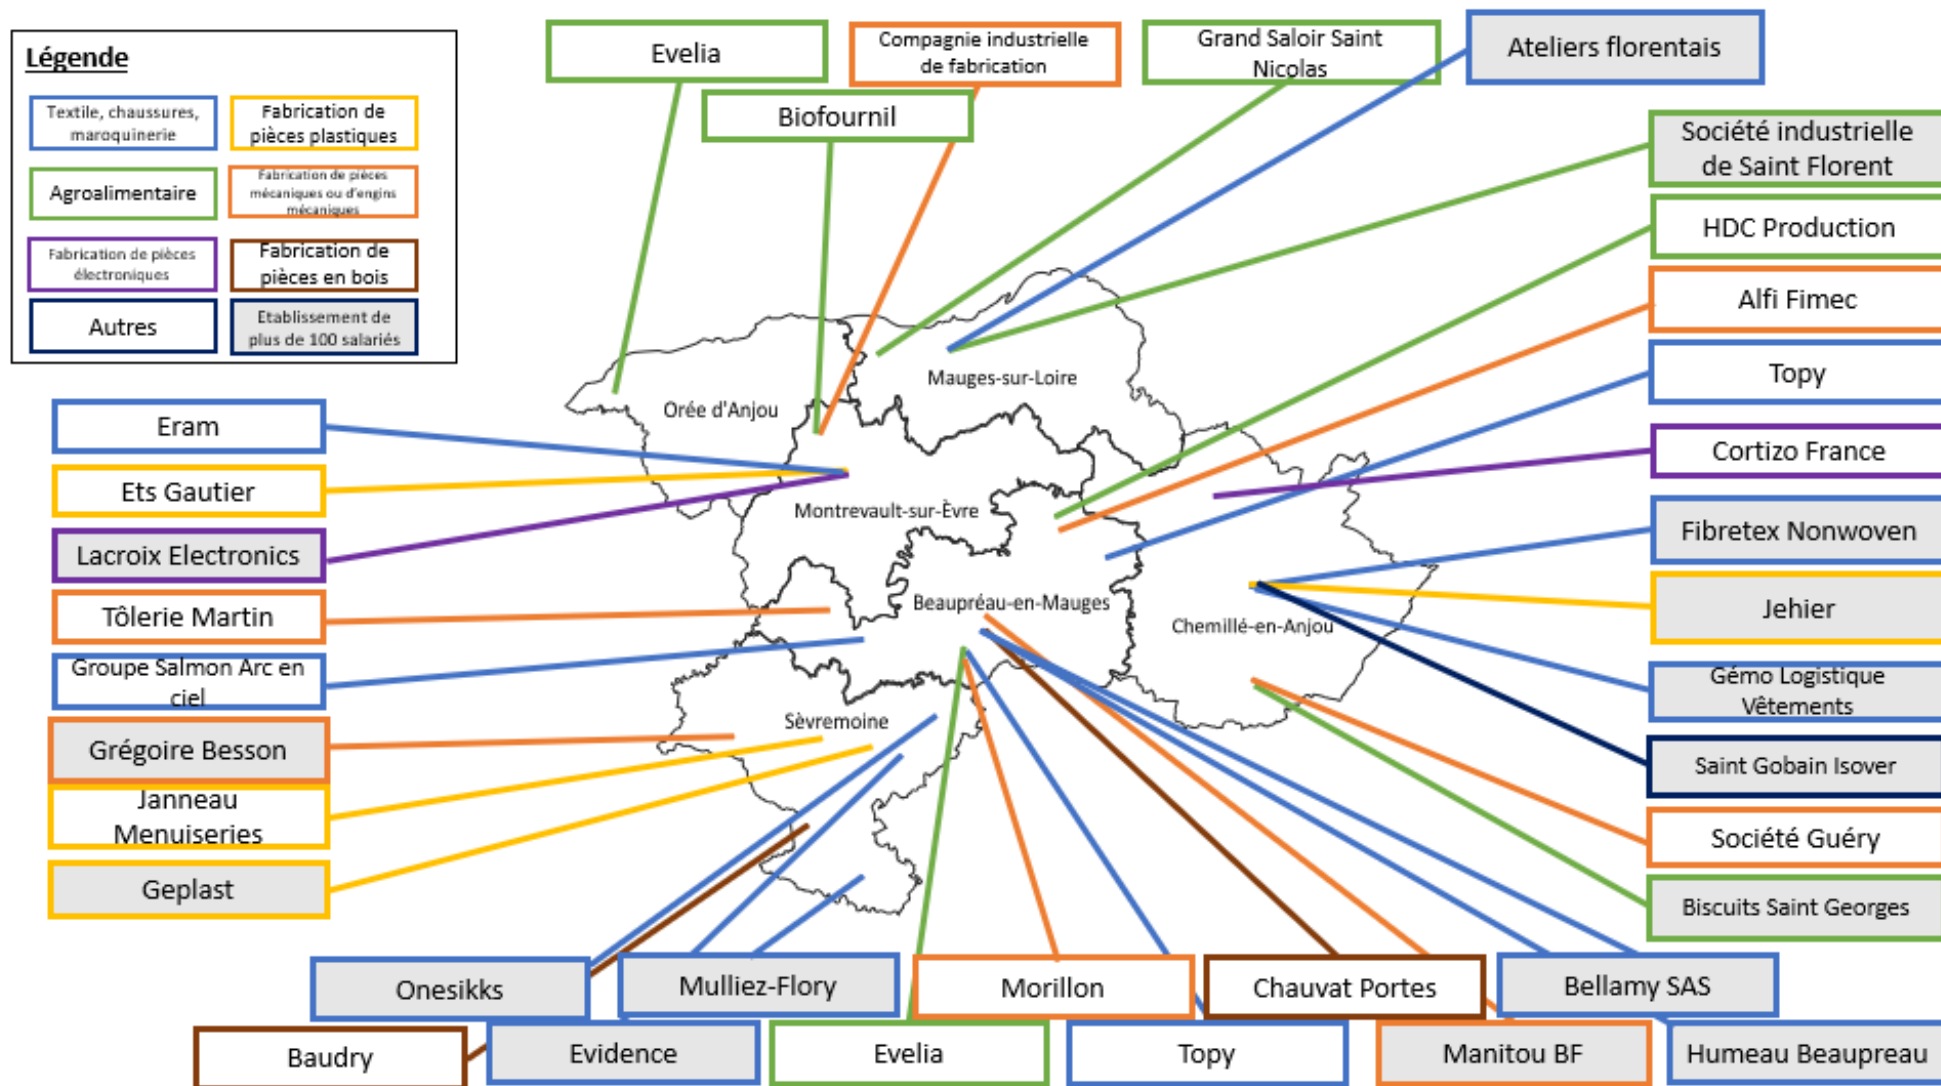 Légende
Textile, chaussures,
maroquinerie
Fabrication de
pièces plastiques
Agroalimentaire
Fabrication de pièces
mécaniques ou d'engins
mécaniques
Fabrication de pièces
électroniques
Fabrication de
pièces en bois
Autres
Etablissement de
plus de 100 salariés
Evelia
Compagnie industrielle
de fabrication
Grand Saloir Saint
Nicolas
Ateliers florentais
Biofournil
Société industrielle
de Saint Florent
HDC Production
Alfi Fimec
Topy
Cortizo France
Fibretex Nonwoven
Jehier
Gémo Logistique
Vêtements
Saint Gobain Isover
Société Guéry
Biscuits Saint Georges
Eram
Ets Gautier
Lacroix Electronics
Tôlerie Martin
Groupe Salmon Arc en
ciel
Grégoire Besson
Janneau
Menuiseries
Geplast
Mauges-sur-Loire
Orée d'Anjou
Montrevault-sur-Èvre
Beaupréau-en-Mauges
Chemillé-en-Anjou
Sèvremoine
Onesikks
Mulliez-Flory
Morillon
Chauvat Portes
Bellamy SAS
Baudry
Evidence
Evelia
Topy
Manitou BF
Humeau Beaupreau